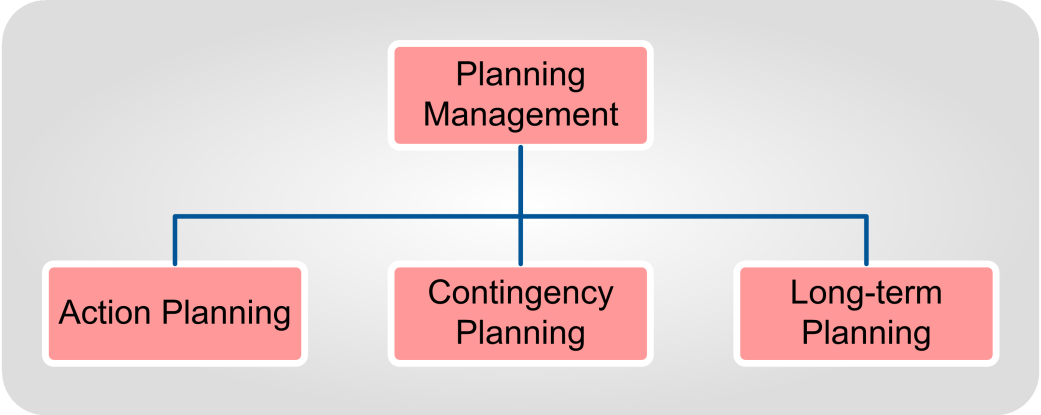 Planning
Management
Action Planning
Contingency
Planning
Long-term
Planning